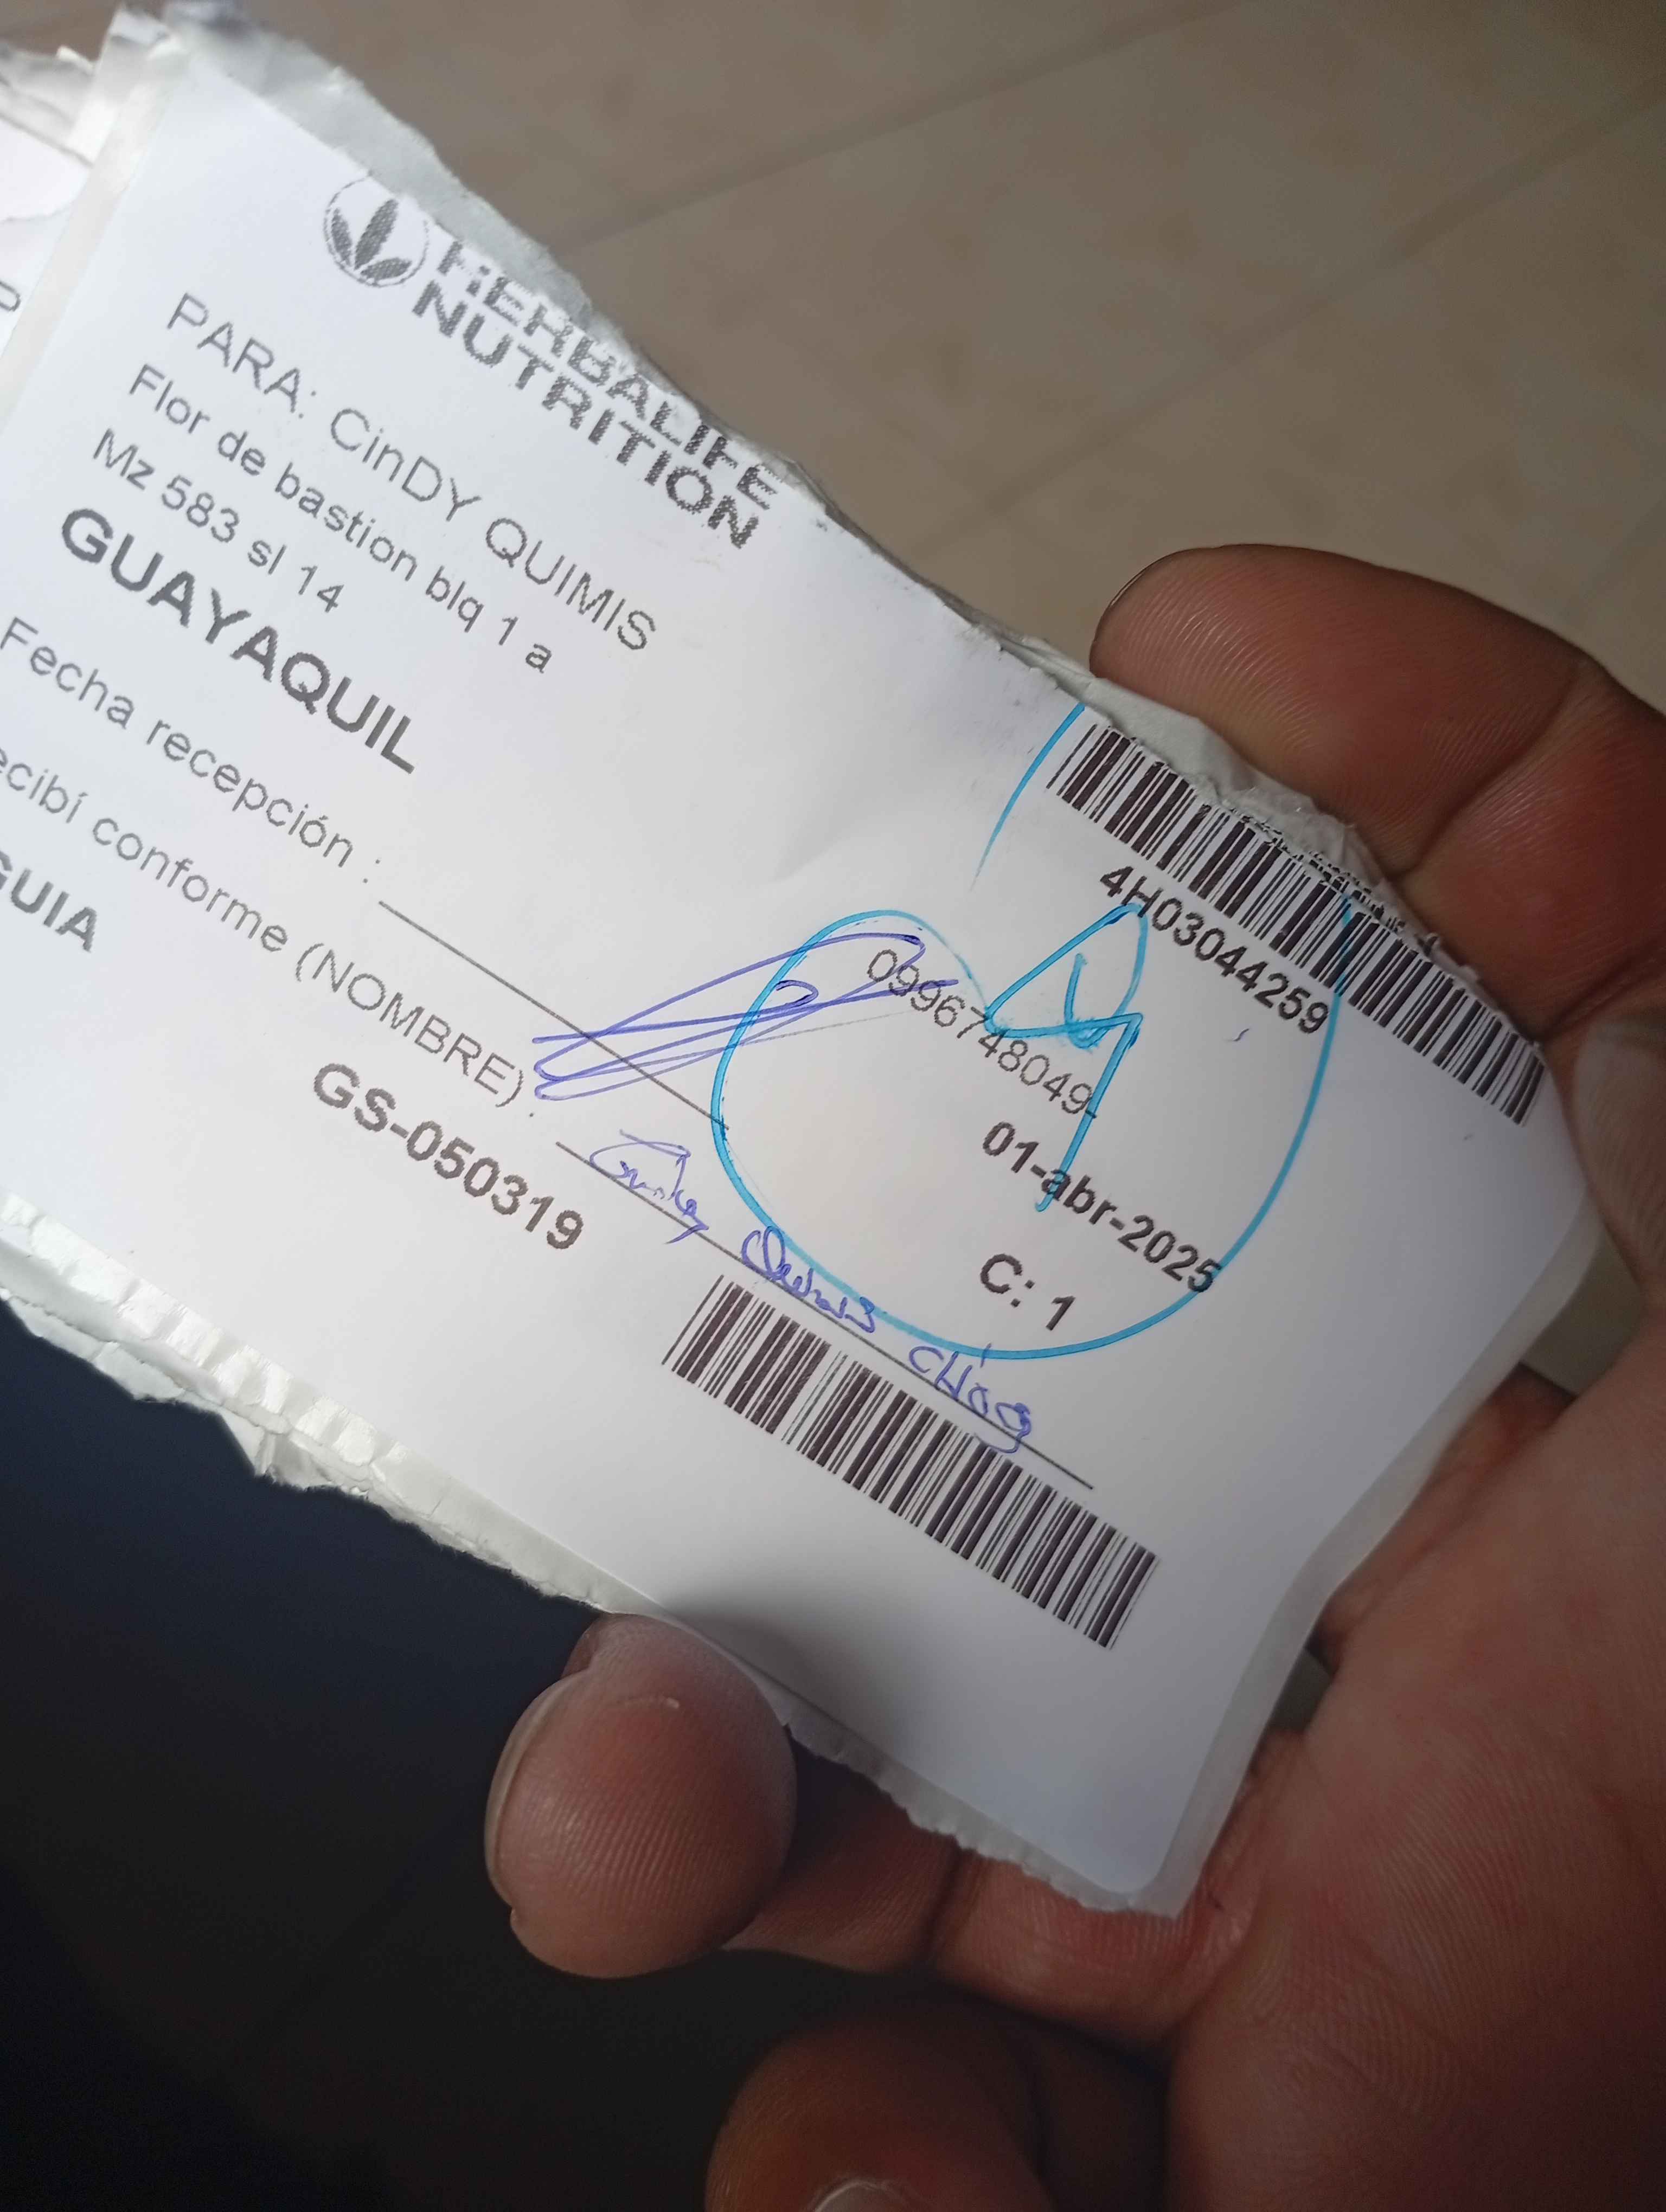 HERBALIFE
NUTRITION
4H03044259
PARA: CinDY QUIMIS
0996748049
Flor de bastion blq 1 a
Mz 583 sl 14
01-abr-2025
GUAYAQUIL
C: 1
Fecha recepción :
ecibí conforme (NOMBRE).
Quimis
GUIA
GS-050319